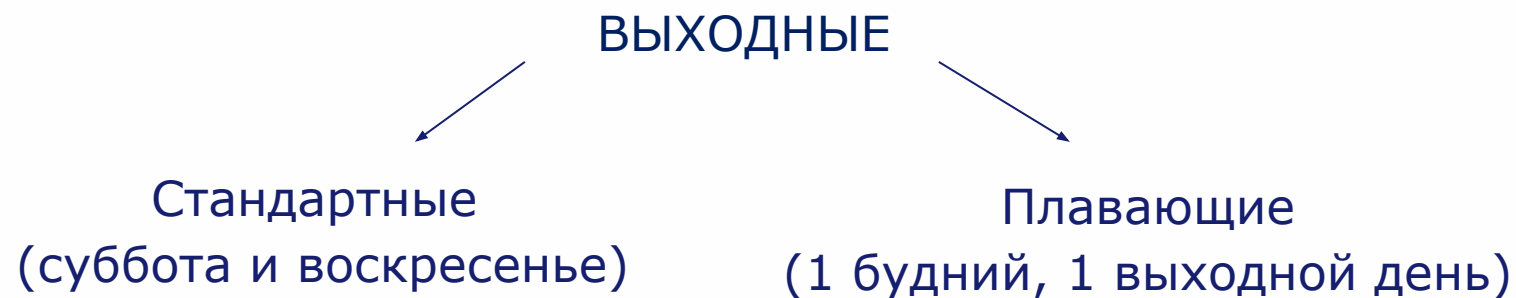 ВЫХОДНЫЕ
Стандартные
(суббота и воскресенье)
Плавающие
(1 будний, 1 выходной день)